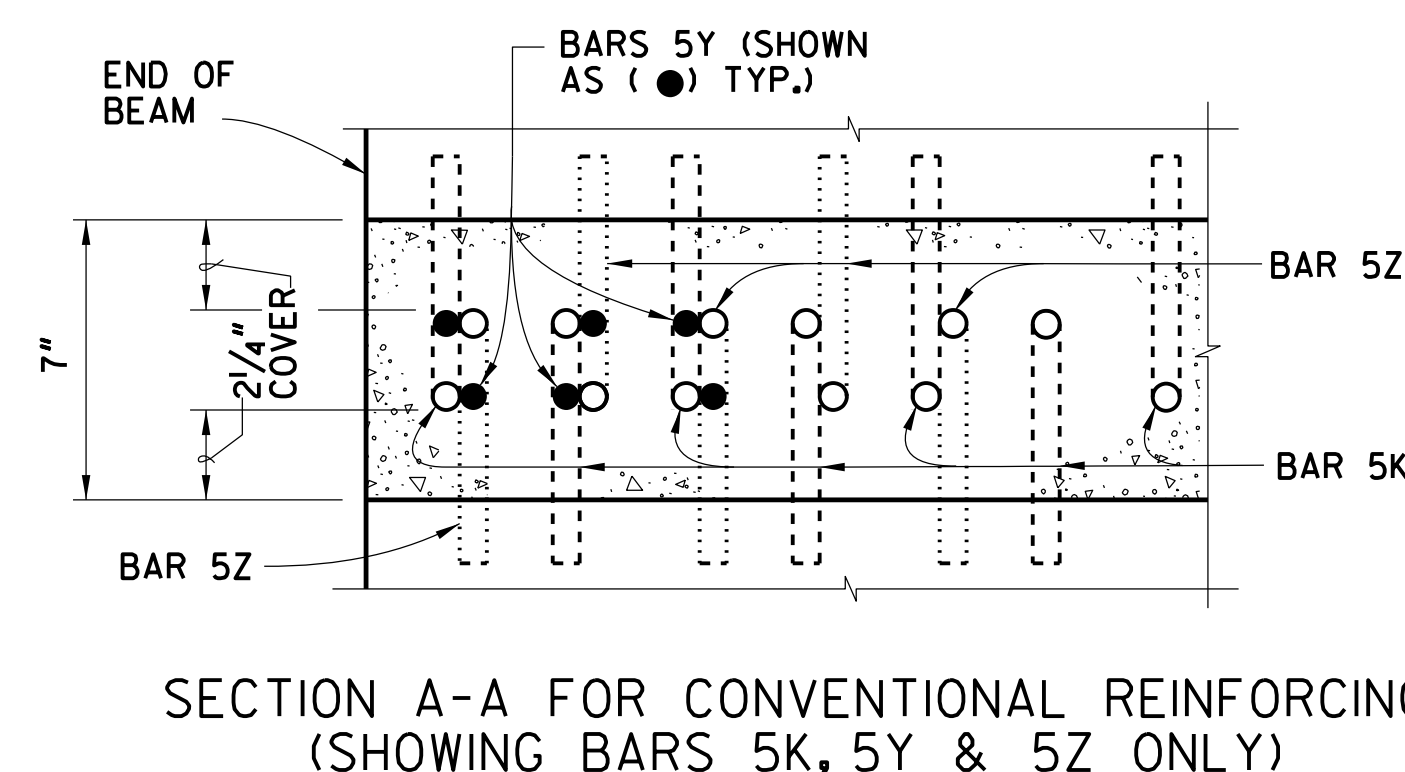 BARS 5Y (SHOWN
AS ( ● ) TYP.)
END OF
BEAM
BAR 5Z
7"
2¼"
COVER
BAR 5K
BAR 5Z
SECTION A-A FOR CONVENTIONAL REINFORCING
(SHOWING BARS 5K, 5Y & 5Z ONLY)